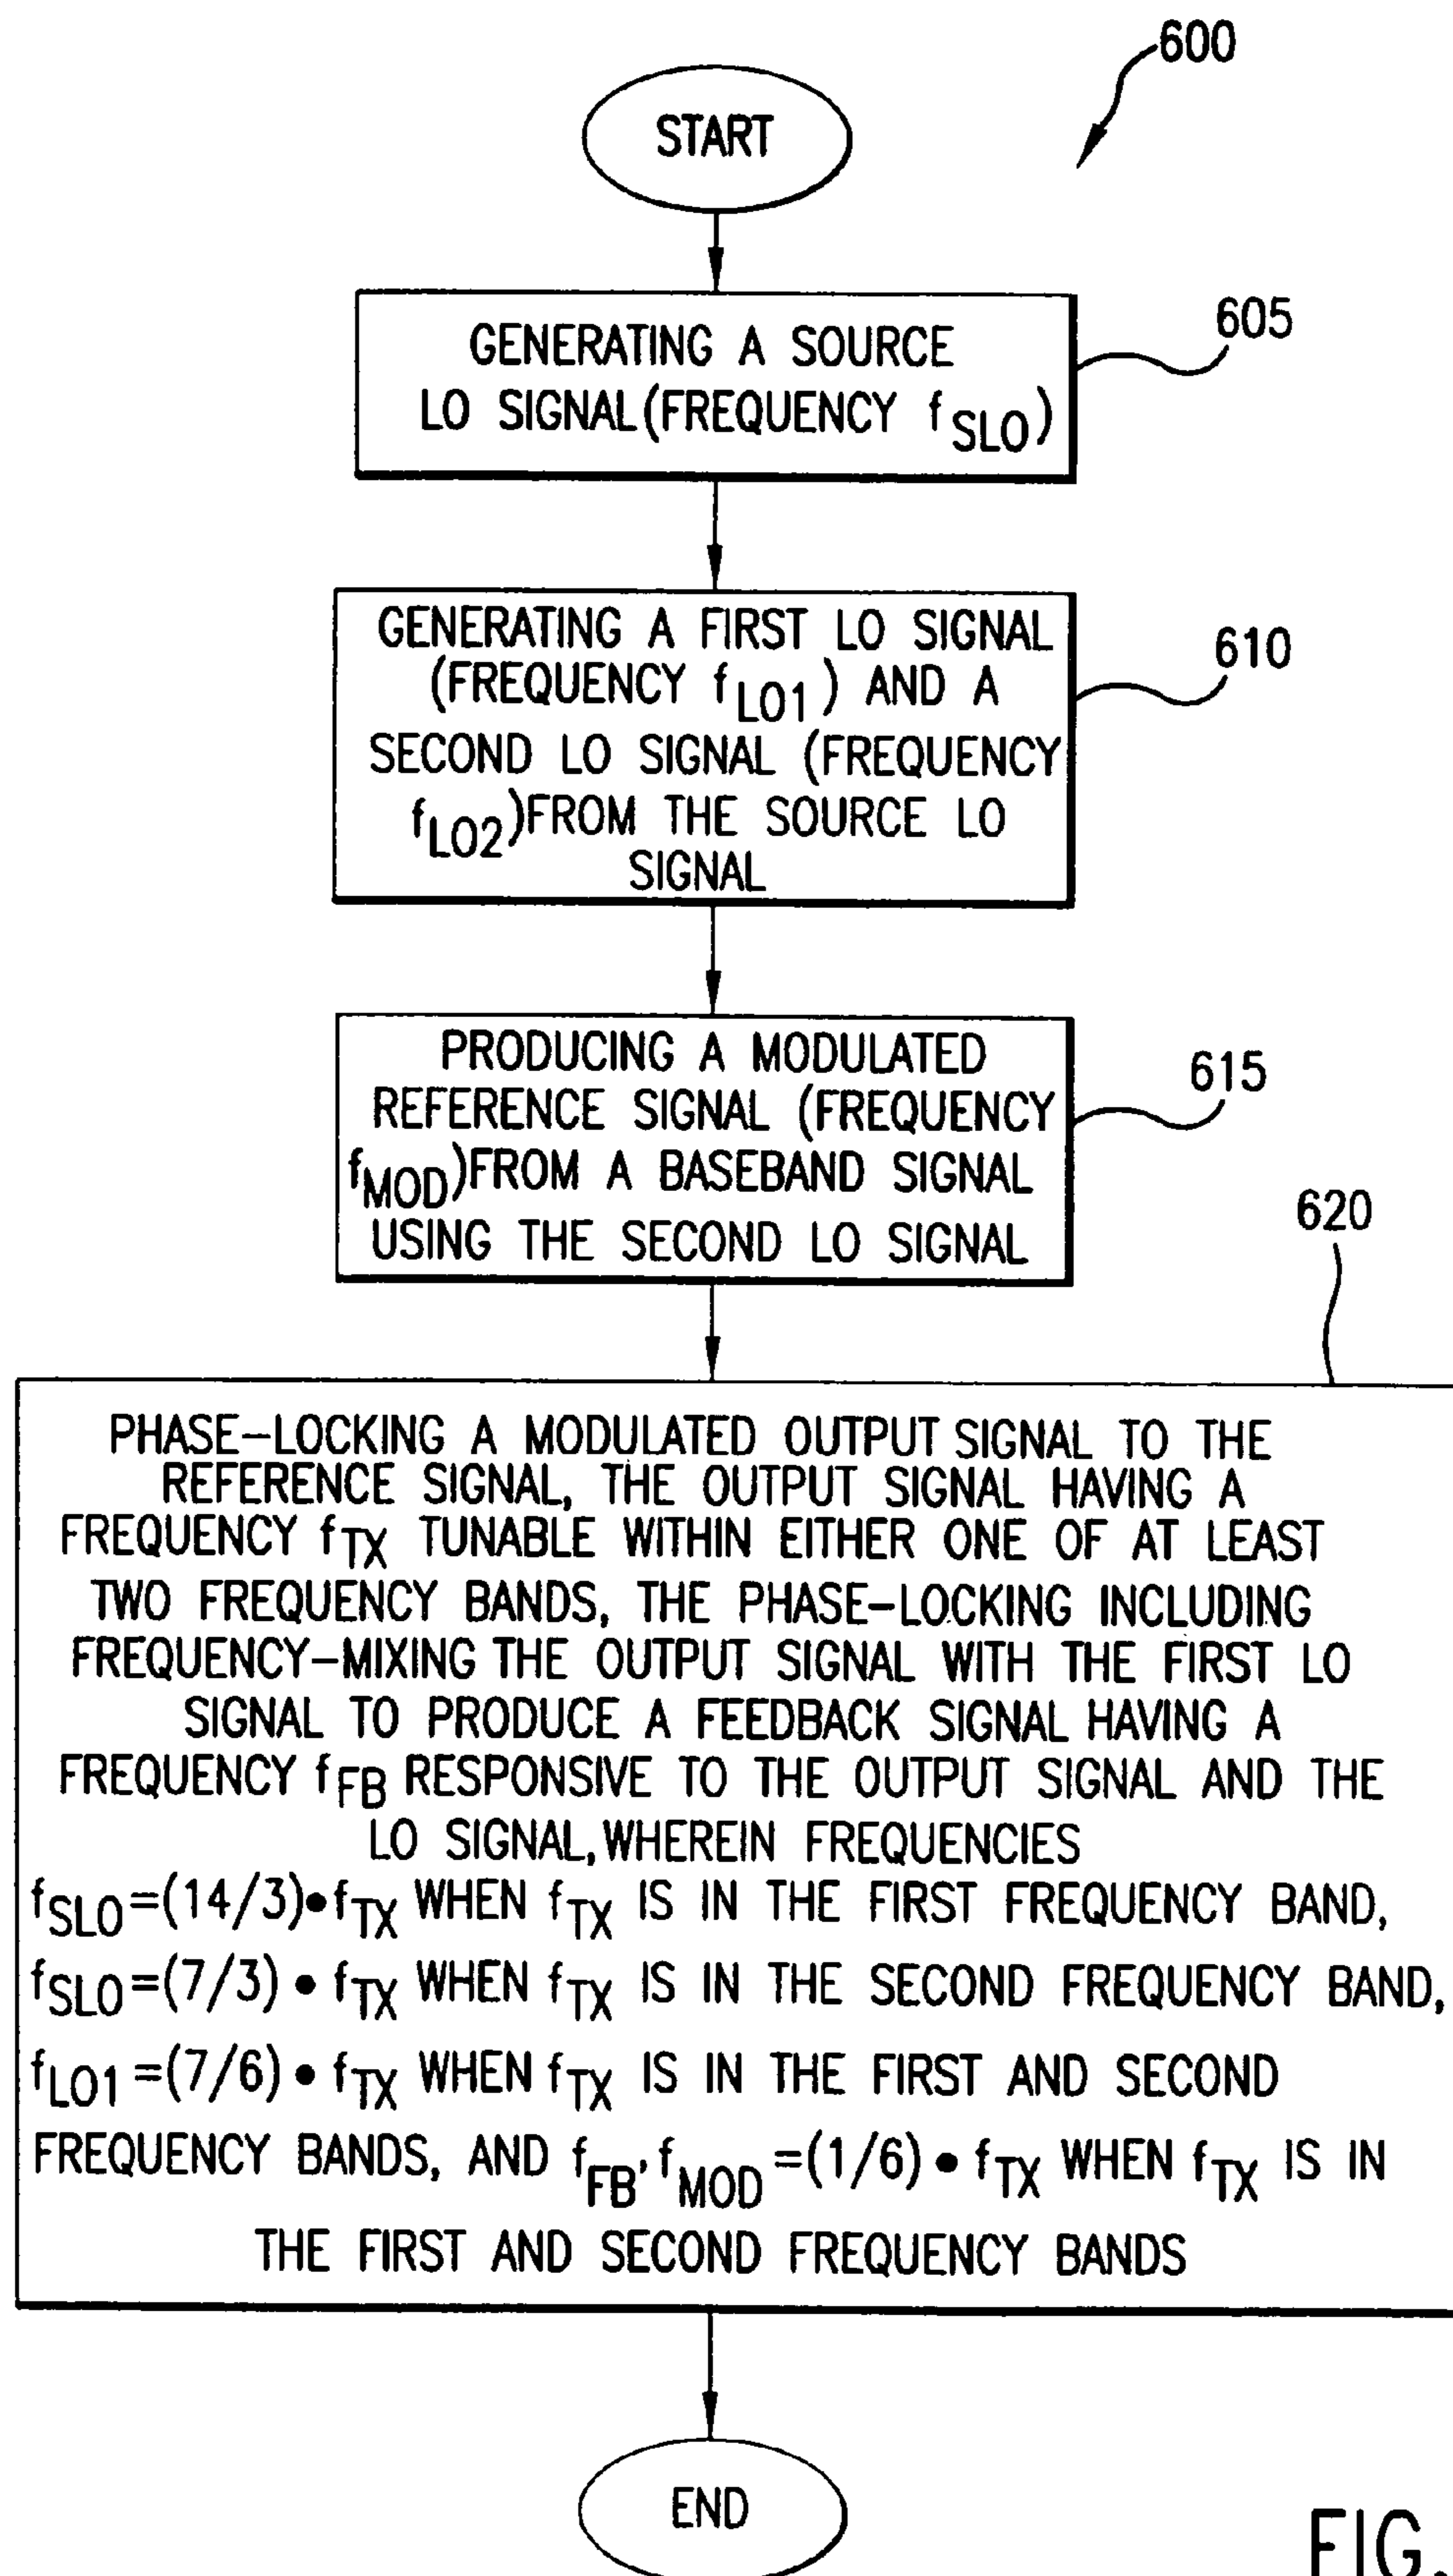 600
START
GENERATING A SOURCE
LO SIGNAL(FREQUENCY fSLO)
605
GENERATING A FIRST LO SIGNAL
(FREQUENCY fLO1) AND A
SECOND LO SIGNAL (FREQUENCY
fLO2)FROM THE SOURCE LO
SIGNAL
610
PRODUCING A MODULATED
REFERENCE SIGNAL (FREQUENCY
fMOD)FROM A BASEBAND SIGNAL
USING THE SECOND LO SIGNAL
615
620
PHASE-LOCKING A MODULATED OUTPUT SIGNAL TO THE
REFERENCE SIGNAL, THE OUTPUT SIGNAL HAVING A
FREQUENCY fTX TUNABLE WITHIN EITHER ONE OF AT LEAST
TWO FREQUENCY BANDS, THE PHASE-LOCKING INCLUDING
FREQUENCY-MIXING THE OUTPUT SIGNAL WITH THE FIRST LO
SIGNAL TO PRODUCE A FEEDBACK SIGNAL HAVING A
FREQUENCY fFB RESPONSIVE TO THE OUTPUT SIGNAL AND THE
LO SIGNAL, WHEREIN FREQUENCIES
fSLO=(14/3)•fTX WHEN fTX IS IN THE FIRST FREQUENCY BAND,
fSLO=(7/3)•fTX WHEN fTX IS IN THE SECOND FREQUENCY BAND,
fLO1=(7/6)•fTX WHEN fTX IS IN THE FIRST AND SECOND
FREQUENCY BANDS, AND fFB, fMOD=(1/6)•fTX WHEN fTX IS IN
THE FIRST AND SECOND FREQUENCY BANDS
END
FIG.